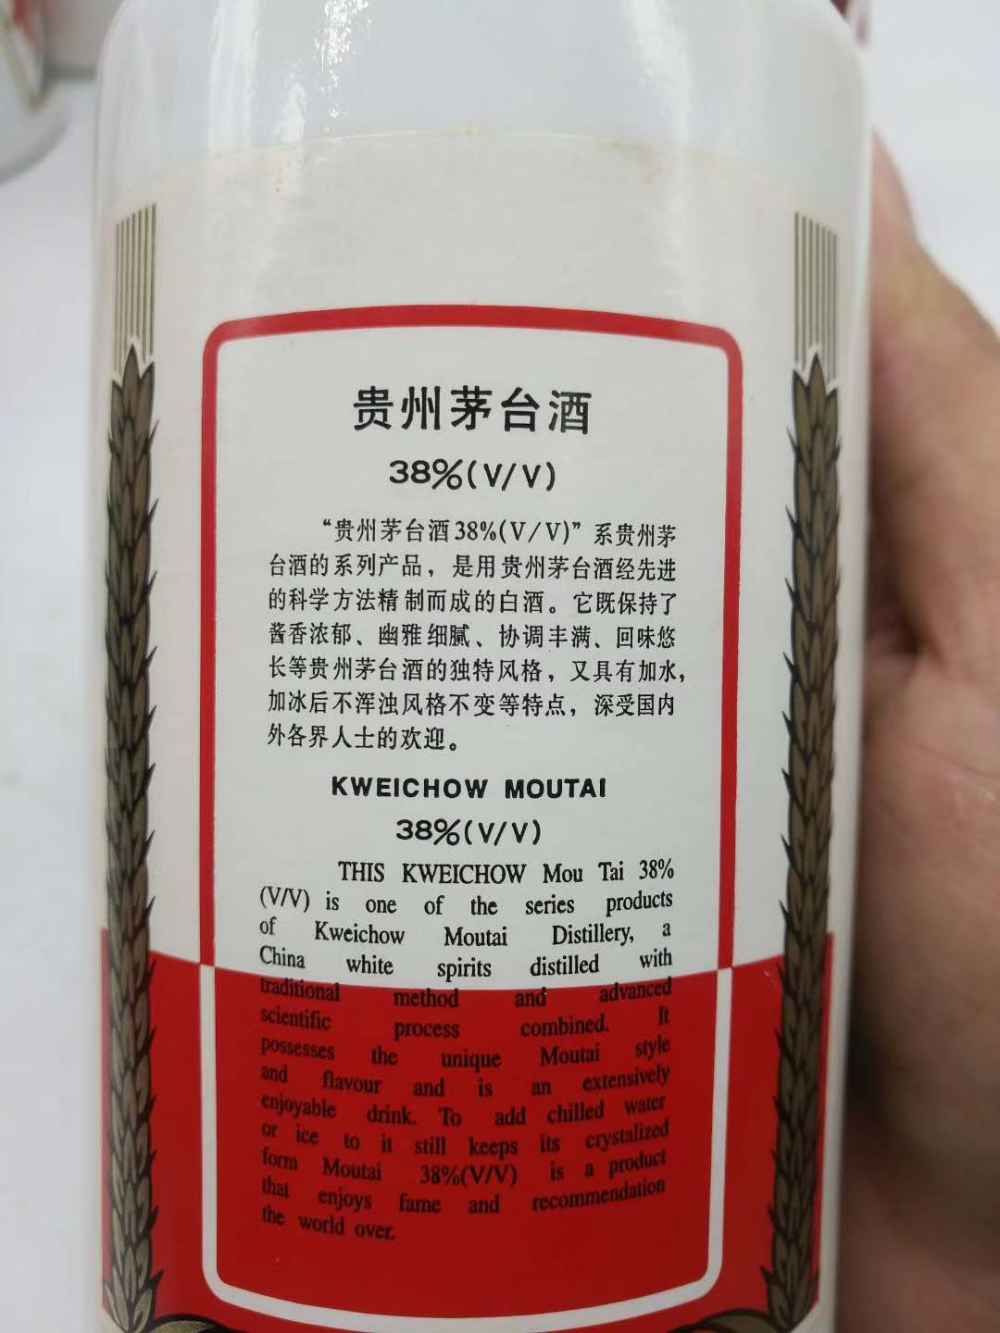 贵州茅台酒
38%(V/V)
“贵州茅台酒38%(V/V)”系贵州茅
台酒的系列产品，是用贵州茅台酒经先进
的科学方法精制而成的白酒。它既保持了
酱香浓郁、幽雅细腻、协调丰满、回味悠
长等贵州茅台酒的独特风格，又具有加水，
加冰后不浑浊风格不变等特点，深受国内
外各界人士的欢迎。
KWEICHOW MOUTAI
38%(V/V)
THIS KWEICHOW Mou Tai 38%
(V/V) is one of the series products
of Kweichow Moutai Distillery, a
China white spirits distilled with
traditional method and advanced
scientific process combined. It
possesses the unique Moutai style
and flavour and is an extensively
enjoyable drink. To add chilled water
or ice to it still keeps its crystalized
form Moutai 38%(V/V) is a product
that enjoys fame and recommendation
the world over.